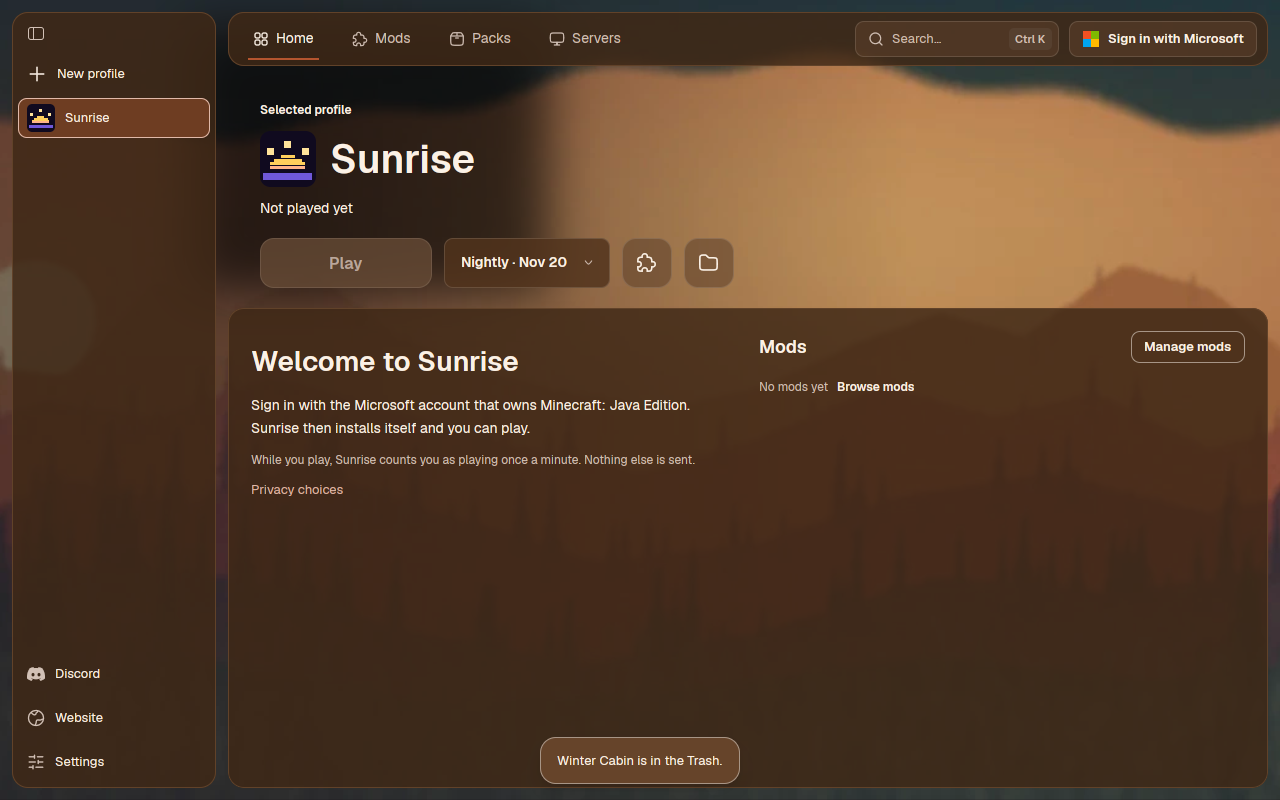 New profile
Sunrise
Discord
Website
Settings
Home
Mods
Packs
Servers
Search...
Ctrl K
Sign in with Microsoft
Selected profile
Sunrise
Not played yet
Play
Nightly · Nov 20
Welcome to Sunrise
Sign in with the Microsoft account that owns Minecraft: Java Edition.
Sunrise then installs itself and you can play.
While you play, Sunrise counts you as playing once a minute. Nothing else is sent.
Privacy choices
Mods
Manage mods
No mods yet Browse mods
Winter Cabin is in the Trash.